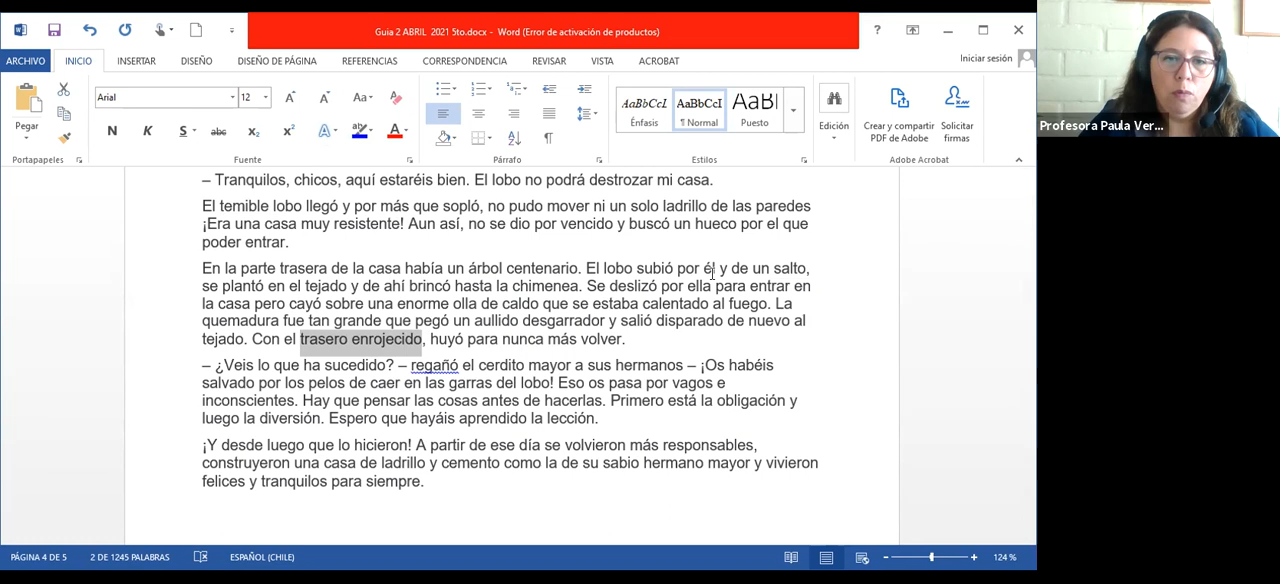 Guia 2 ABRIL 2021 5to.docx - Word (Error de activación de productos)
?
ARCHIVO INICIO INSERTAR DISEÑO DISEÑO DE PÁGINA REFERENCIAS CORRESPONDENCIA REVISAR VISTA ACROBAT Iniciar sesión
Pegar
Arial 12
N K S abc x₂ x²
AaBbCcL AaBbCcI AaBl
Énfasis ¶ Normal Puesto
Edición
Crear y compartir PDF de Adobe
Solicitar firmas
Portapapeles Fuente Párrafo Estilos Adobe Acrobat
Profesora Paula Ver...
– Tranquilos, chicos, aquí estaréis bien. El lobo no podrá destrozar mi casa.
El temible lobo llegó y por más que sopló, no pudo mover ni un solo ladrillo de las paredes
¡Era una casa muy resistente! Aun así, no se dio por vencido y buscó un hueco por el que
poder entrar.
En la parte trasera de la casa había un árbol centenario. El lobo subió por él y de un salto,
se plantó en el tejado y de ahí brincó hasta la chimenea. Se deslizó por ella para entrar en
la casa pero cayó sobre una enorme olla de caldo que se estaba calentado al fuego. La
quemadura fue tan grande que pegó un aullido desgarrador y salió disparado de nuevo al
tejado. Con el trasero enrojecido, huyó para nunca más volver.
– ¿Veis lo que ha sucedido? – regañó el cerdito mayor a sus hermanos – ¡Os habéis
salvado por los pelos de caer en las garras del lobo! Eso os pasa por vagos e
inconscientes. Hay que pensar las cosas antes de hacerlas. Primero está la obligación y
luego la diversión. Espero que hayáis aprendido la lección.
¡Y desde luego que lo hicieron! A partir de ese día se volvieron más responsables,
construyeron una casa de ladrillo y cemento como la de su sabio hermano mayor y vivieron
felices y tranquilos para siempre.
PÁGINA 4 DE 5 2 DE 1245 PALABRAS ESPAÑOL (CHILE) 124 %